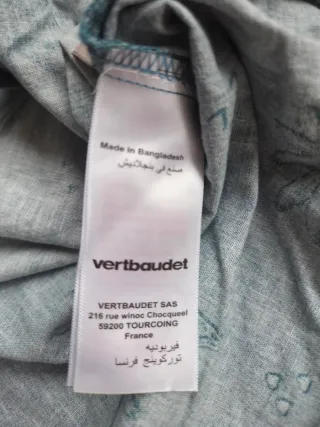 Made in Bangladesh
صنع في بنجلاديش
vertbaudet
VERTBAUDET SAS
216 rue winoc Chocqueel
59200 TOURCOING
France
فيربوديه
توركوينج فرنسا